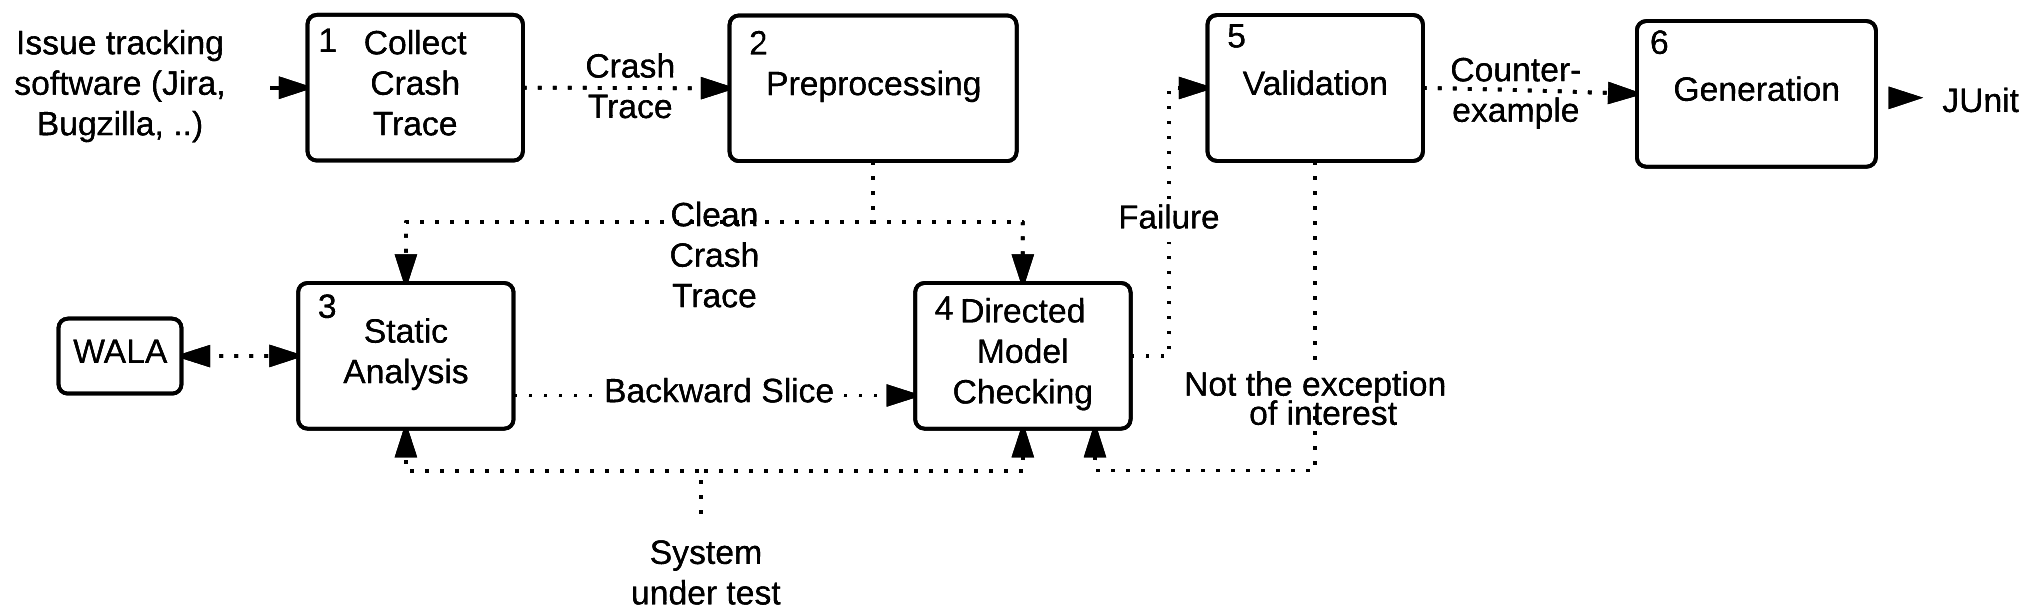 Issue tracking
software (Jira,
Bugzilla, ..)
1
Collect
Crash
Trace
Crash
Trace
2
Preprocessing
5
Validation
Counter-
example
6
Generation
JUnit
Clean
Crash
Trace
Failure
WALA
3
Static
Analysis
Backward Slice
4
Directed
Model
Checking
Not the exception
of interest
System
under test